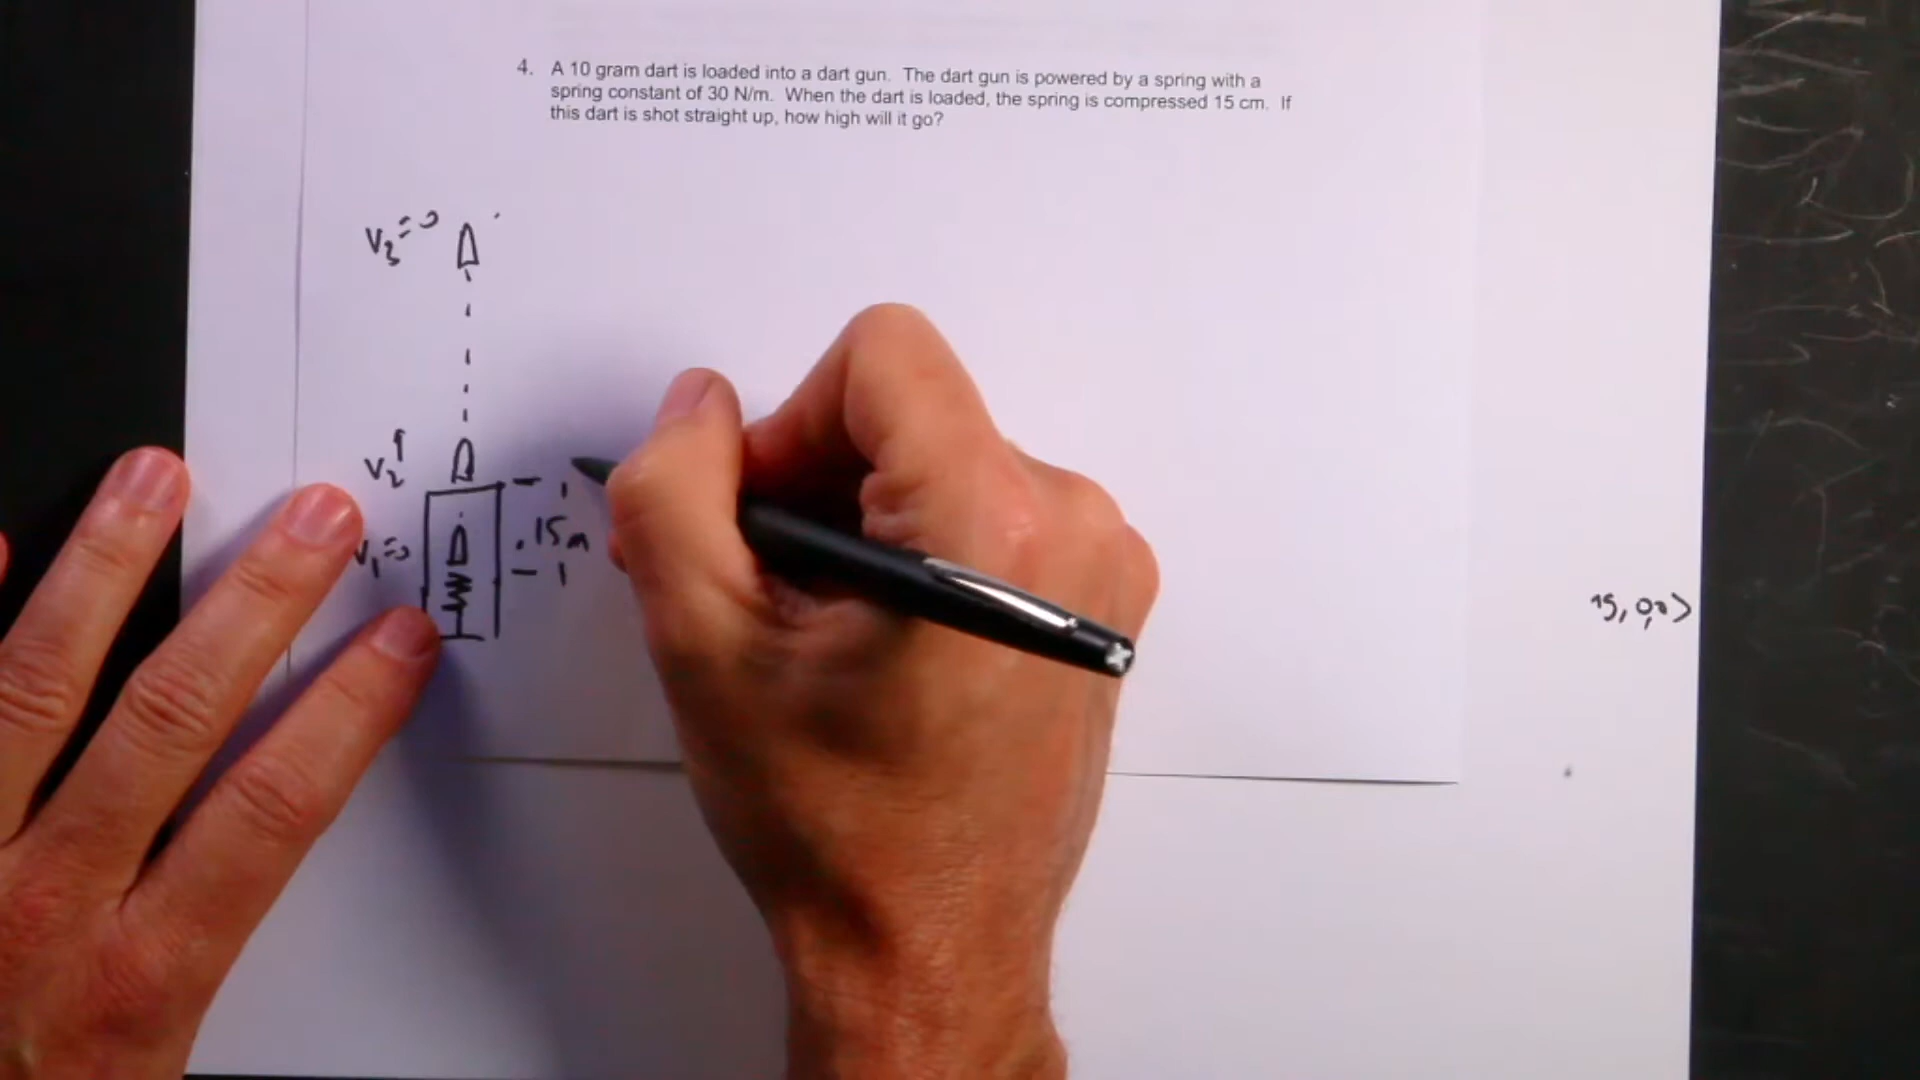 4. A 10 gram dart is loaded into a dart gun. The dart gun is powered by a spring with a
spring constant of 30 N/m. When the dart is loaded, the spring is compressed 15 cm. If
this dart is shot straight up, how high will it go?
v₃=0
v₂
.15m
v₁=0